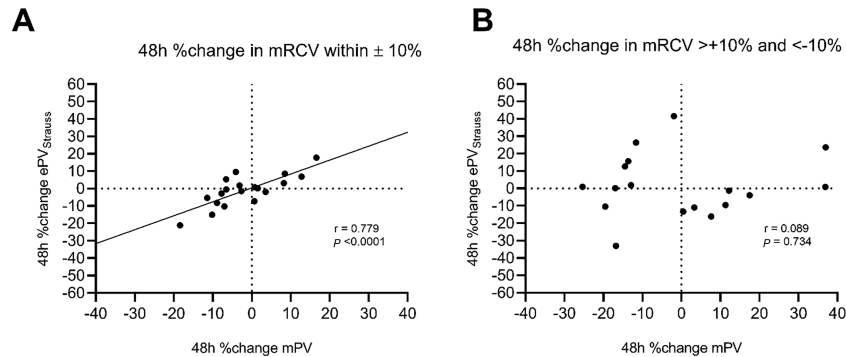 A
48h %change in mRCV within ± 10%
48h %change ePVStrauss
60
50
40
30
20
10
0
-10
-20
-30
-40
-50
-60
r = 0.779
P <0.0001
-40 -30 -20 -10 0 10 20 30 40
48h %change mPV
B
48h %change in mRCV >+10% and <-10%
48h %change ePVStrauss
60
50
40
30
20
10
0
-10
-20
-30
-40
-50
-60
r = 0.089
P = 0.734
-40 -30 -20 -10 0 10 20 30 40
48h %change mPV